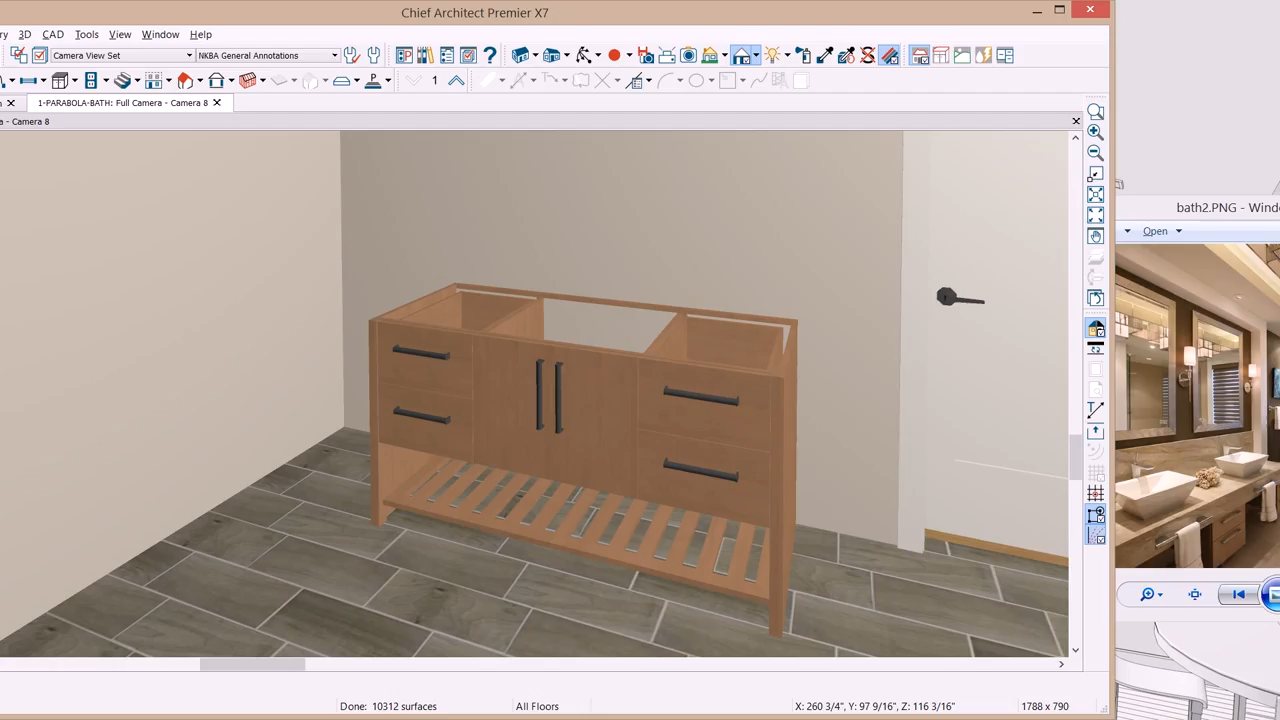 Chief Architect Premier X7
ry 3D CAD Tools View Window Help
Camera View Set NKBA General Annotations
1
1-PARABOLA-BATH: Full Camera - Camera 8
a - Camera 8
bath2.PNG - Windo
Open
Done: 10312 surfaces All Floors X: 260 3/4", Y: 97 9/16", Z: 116 3/16" 1788 x 790